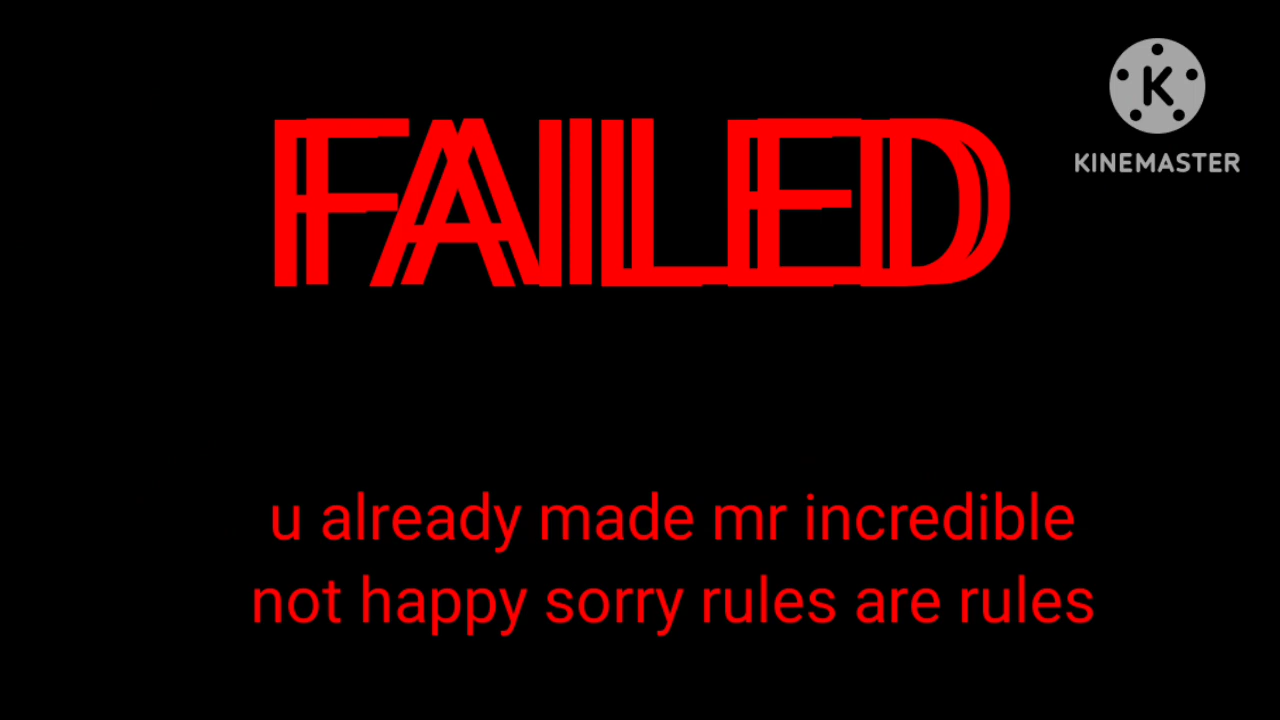 FAILED
K
KINEMASTER
u already made mr incredible
not happy sorry rules are rules